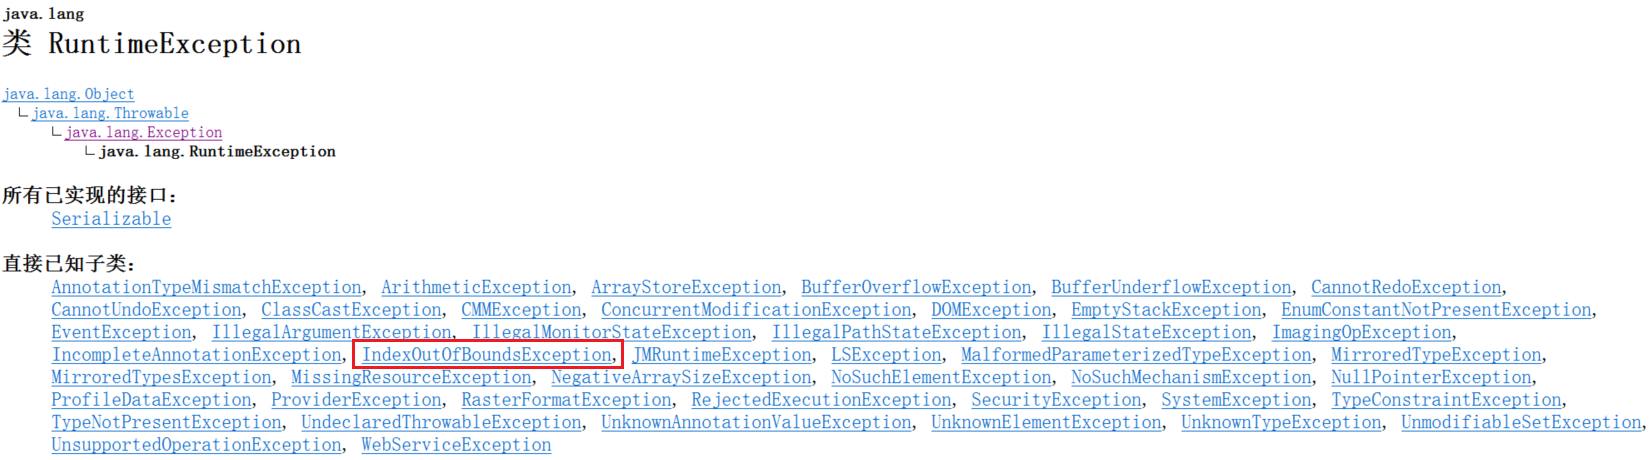 java.lang
类 RuntimeException
java.lang.Object
java.lang.Throwable
java.lang.Exception
java.lang.RuntimeException
所有已实现的接口：
Serializable
直接已知子类：
AnnotationTypeMismatchException, ArithmeticException, ArrayStoreException, BufferOverflowException, BufferUnderflowException, CannotRedoException,
CannotUndoException, ClassCastException, CMMException, ConcurrentModificationException, DOMException, EmptyStackException, EnumConstantNotPresentException,
EventException, IllegalArgumentException, IllegalMonitorStateException, IllegalPathStateException, IllegalStateException, ImagingOpException,
IncompleteAnnotationException, IndexOutOfBoundsException, JMRuntimeException, LSException, MalformedParameterizedTypeException, MirroredTypeException,
MirroredTypesException, MissingResourceException, NegativeArraySizeException, NoSuchElementException, NoSuchMechanismException, NullPointerException,
ProfileDataException, ProviderException, RasterFormatException, RejectedExecutionException, SecurityException, SystemException, TypeConstraintException,
TypeNotPresentException, UndeclaredThrowableException, UnknownAnnotationValueException, UnknownElementException, UnknownTypeException, UnmodifiableSetException,
UnsupportedOperationException, WebServiceException